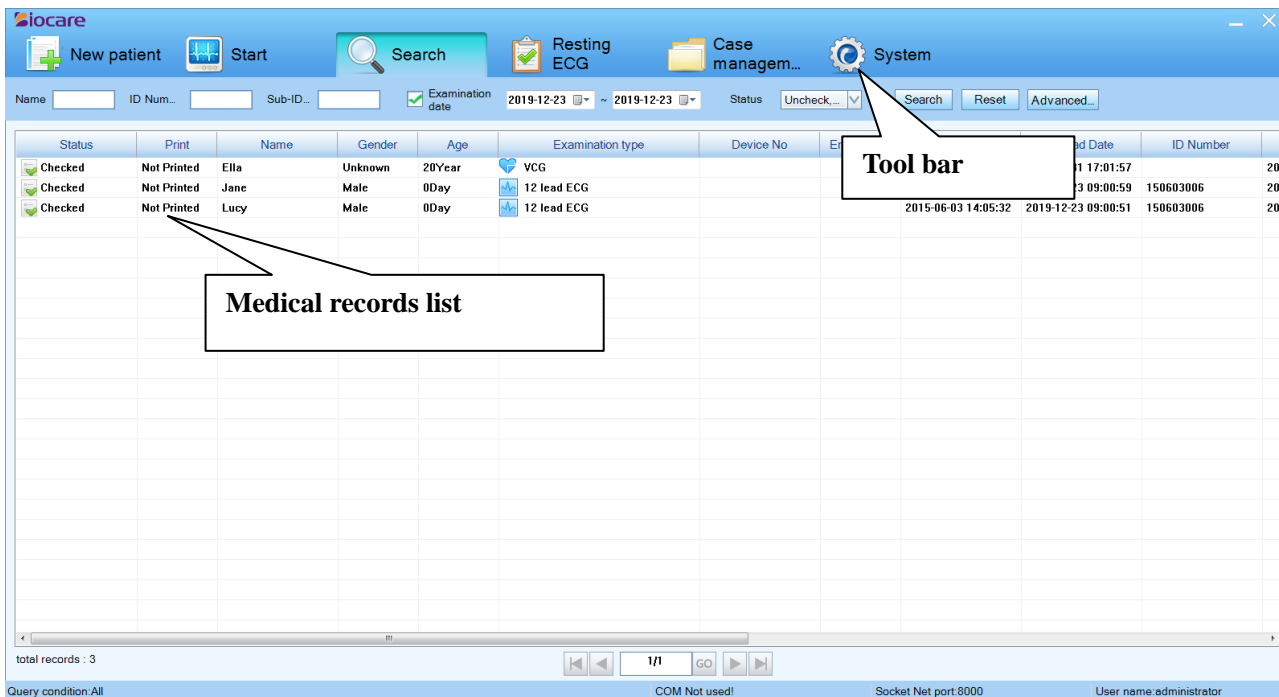 Biocare
New patient
Start
Search
Resting
ECG
Case
managem...
System
Name
ID Num...
Sub-ID...
Examination
date
2019-12-23 ~ 2019-12-23
Status
Uncheck,...
Search
Reset
Advanced...
Status Print Name Gender Age Examination type Device No ad Date ID Number
Tool bar
Checked Not Printed Ella Unknown 20Year VCG 17:01:57 20
Checked Not Printed Jane Male 0Day 12 lead ECG 09:00:59 150603006 20
Checked Not Printed Lucy Male 0Day 12 lead ECG 2015-06-03 14:05:32 2019-12-23 09:00:51 150603006 20
Medical records list
total records : 3
1/1
GO
Query condition:All
COM Not used!
Socket Net port:8000
User name:administrator